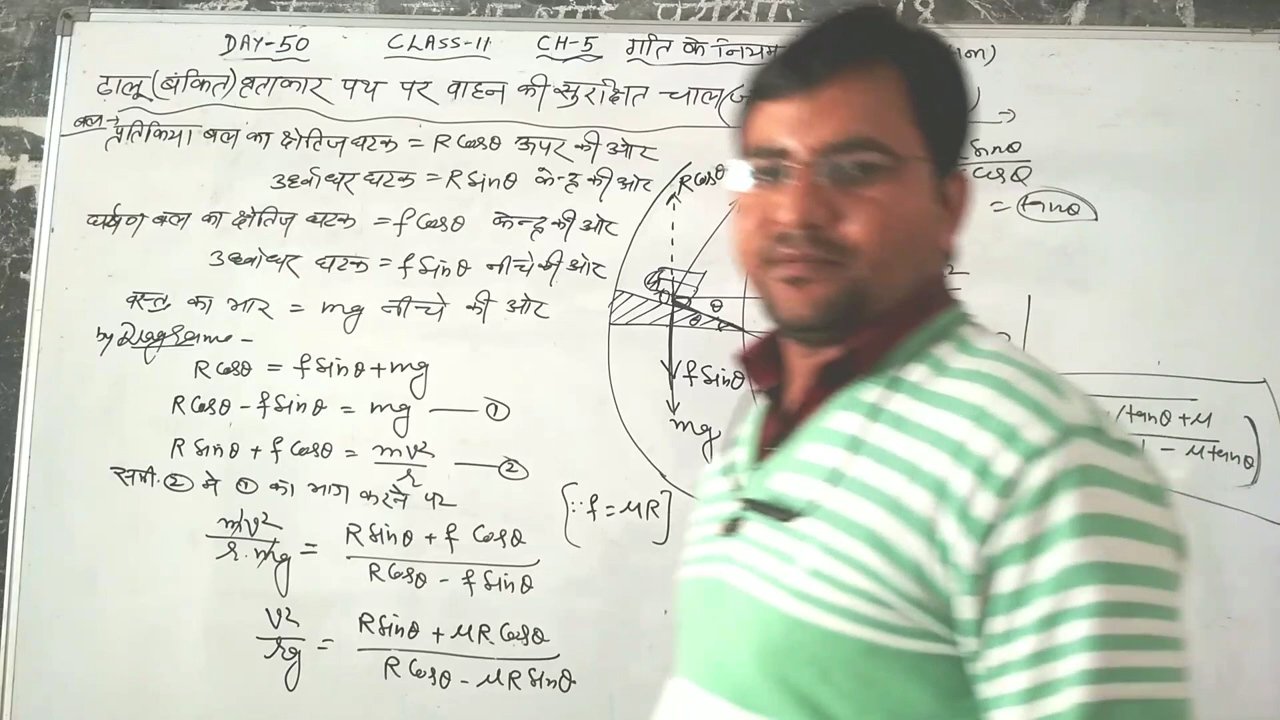 DAY-50 CLASS-11 CH-5 गति के नियम
ढालू (बंकित) वृताकार पथ पर वाहन की सुरक्षित चाल
बल →
प्रतिक्रिया बल का क्षेतिज घटक = R Cosθ ऊपर की ओर
उर्ध्वाधर घटक = R Sinθ केन्द्र की ओर
घर्षण बल का क्षेतिज घटक = f Cosθ केन्द्र की ओर
उर्ध्वाधर घटक = f Sinθ नीचे की ओर
वस्तु का भार = mg नीचे की ओर
by
R Cosθ = f Sinθ + mg
R Cosθ - f Sinθ = mg — ①
R Sinθ + f Cosθ = mv²/r — ②
समी. ② मे ① का भाग करने पर
mv²/r.mg = R Sinθ + f Cosθ / R Cosθ - f Sinθ
{∵ f = μR]
v²/rg = R Sinθ + μR Cosθ / R Cosθ - μR Sinθ
R Cosθ
θ
θ
f Sinθ
mg
Sinθ
Cosθ
= tanθ
tanθ + μ
1 - μ tanθ